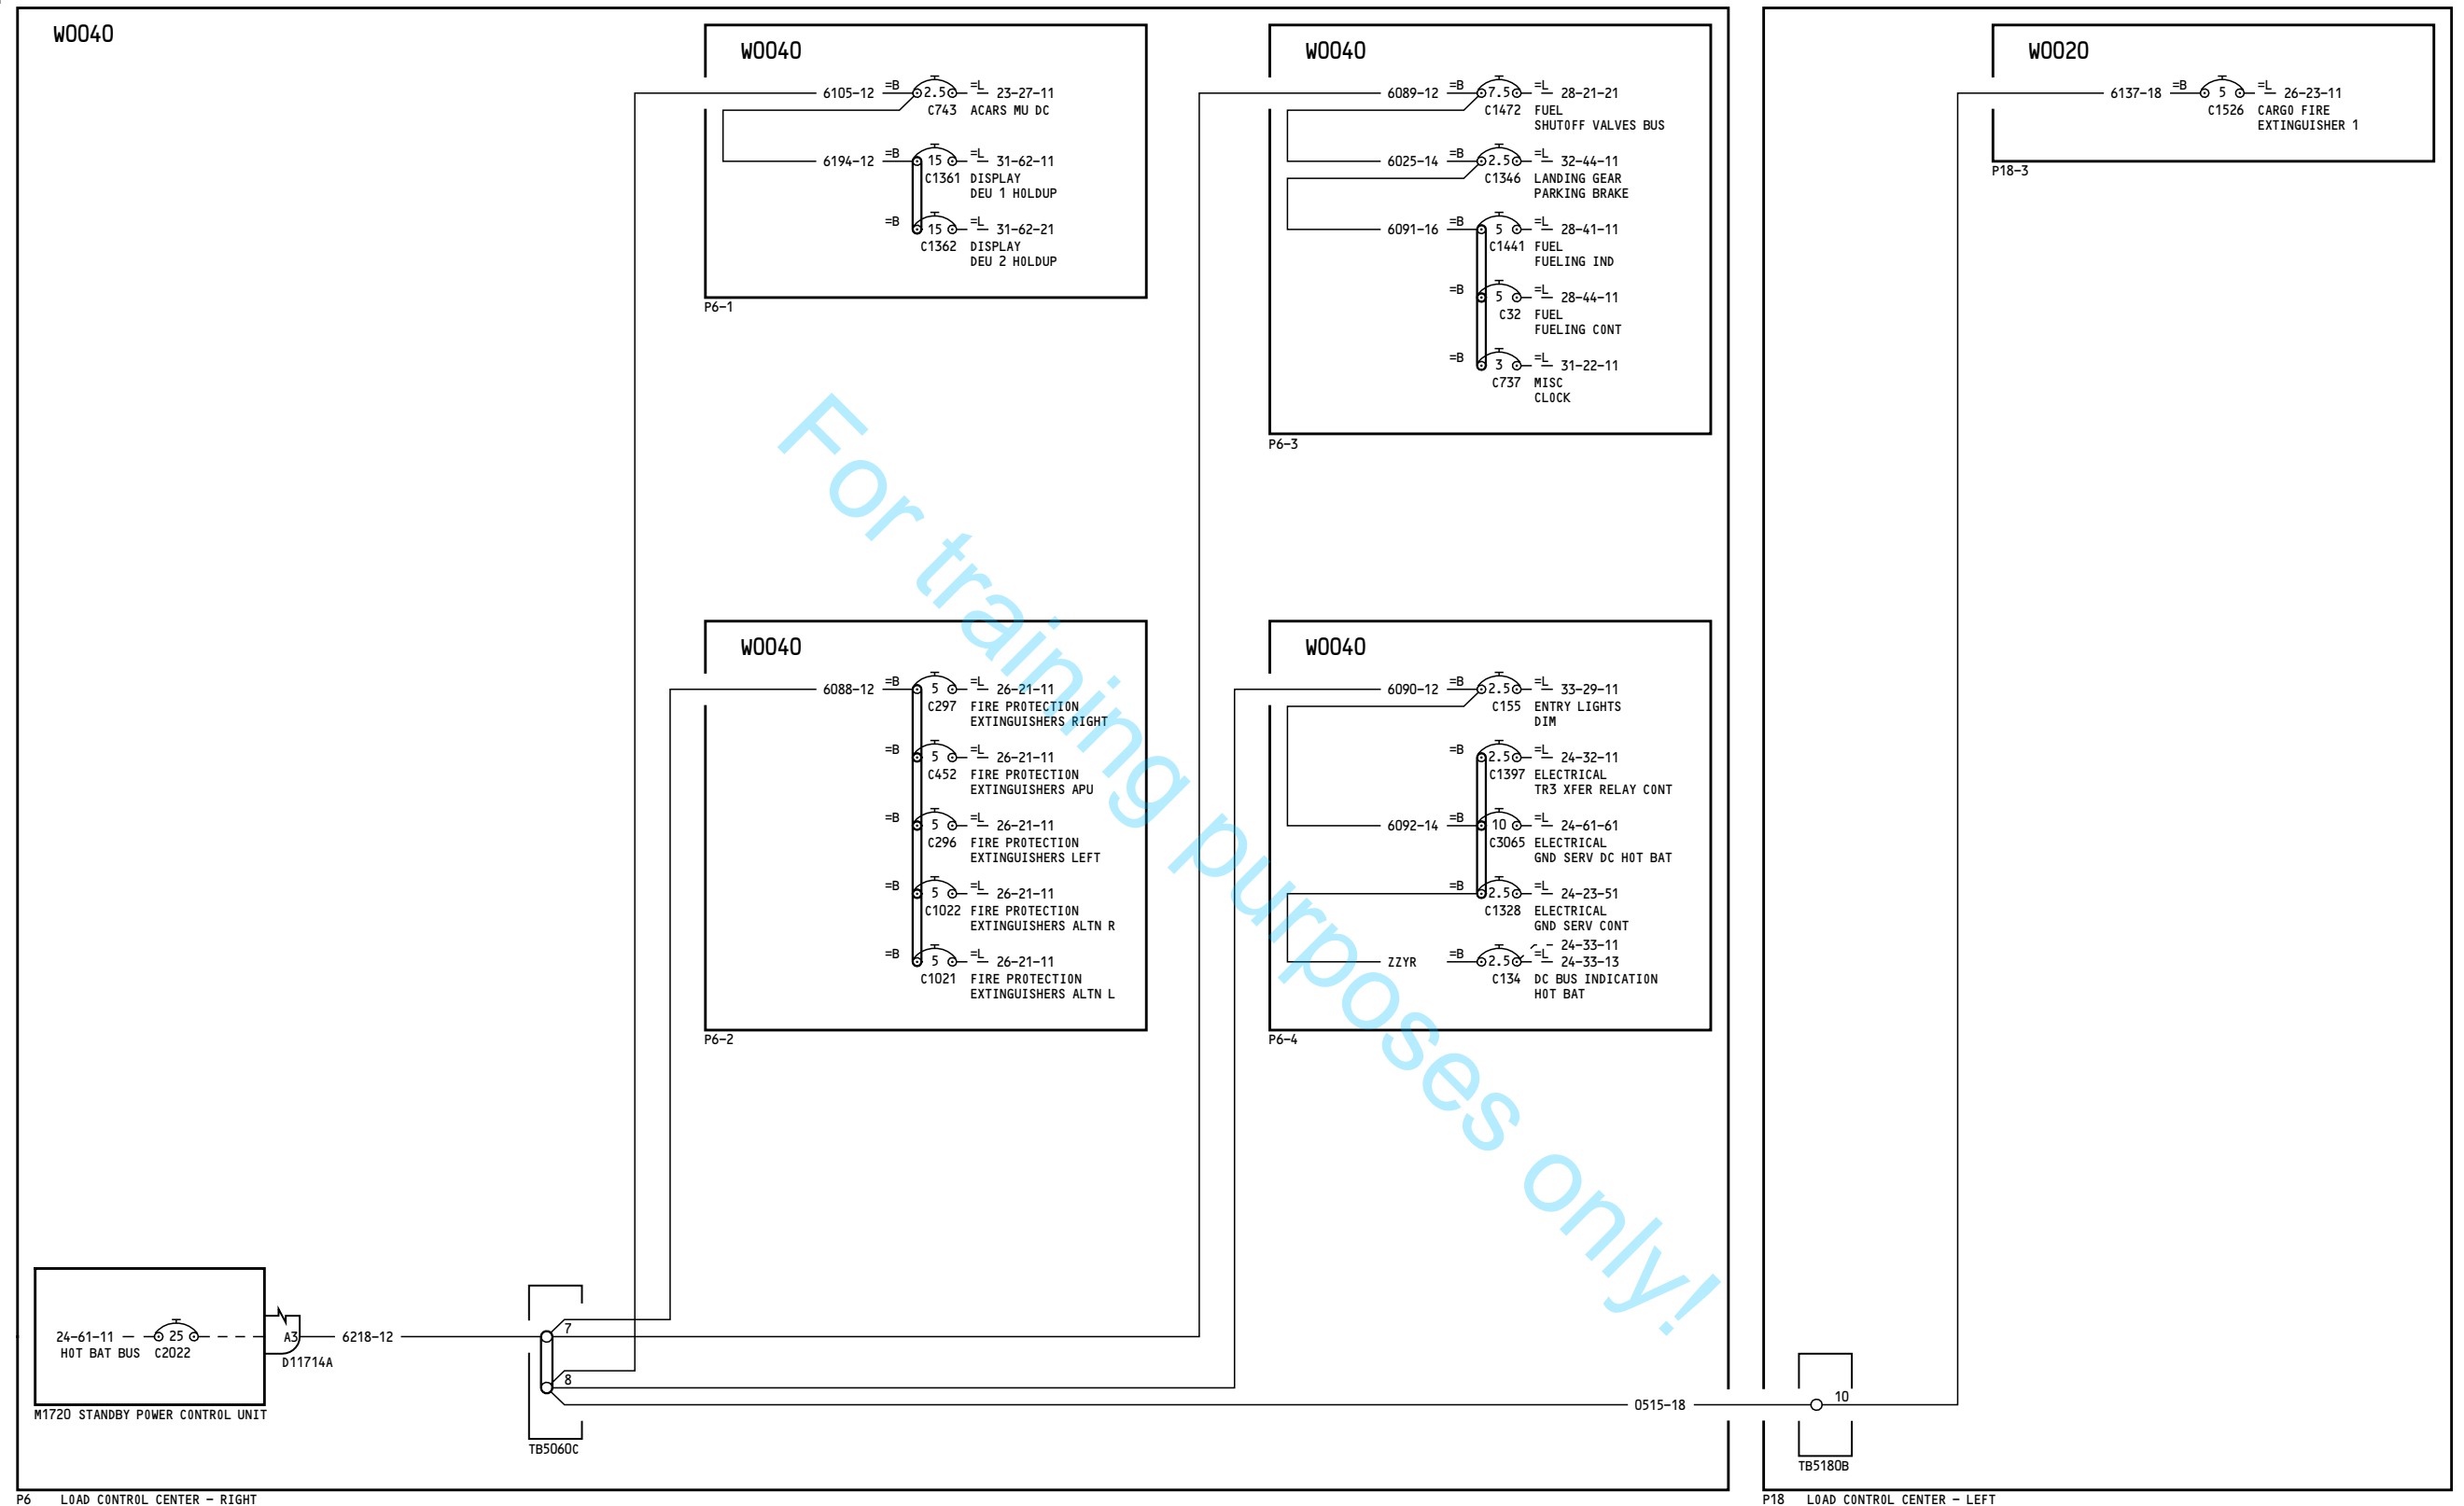 W0040
W0040
6105-12 =B 2.5 =L 23-27-11
C743 ACARS MU DC
6194-12 =B 15 =L 31-62-11
C1361 DISPLAY
DEU 1 HOLDUP
=B 15 =L 31-62-21
C1362 DISPLAY
DEU 2 HOLDUP
P6-1
W0040
6089-12 =B 7.5 =L 28-21-21
C1472 FUEL
SHUTOFF VALVES BUS
6025-14 =B 2.5 =L 32-44-11
C1346 LANDING GEAR
PARKING BRAKE
6091-16 =B 5 =L 28-41-11
C1441 FUEL
FUELING IND
=B 5 =L 28-44-11
C32 FUEL
FUELING CONT
=B 3 =L 31-22-11
C737 MISC
CLOCK
P6-3
W0020
6137-18 =B 5 =L 26-23-11
C1526 CARGO FIRE
EXTINGUISHER 1
P18-3
W0040
6088-12 =B 5 =L 26-21-11
C297 FIRE PROTECTION
EXTINGUISHERS RIGHT
=B 5 =L 26-21-11
C452 FIRE PROTECTION
EXTINGUISHERS APU
=B 5 =L 26-21-11
C296 FIRE PROTECTION
EXTINGUISHERS LEFT
=B 5 =L 26-21-11
C1022 FIRE PROTECTION
EXTINGUISHERS ALTN R
=B 5 =L 26-21-11
C1021 FIRE PROTECTION
EXTINGUISHERS ALTN L
P6-2
W0040
6090-12 =B 2.5 =L 33-29-11
C155 ENTRY LIGHTS
DIM
=B 2.5 =L 24-32-11
C1397 ELECTRICAL
TR3 XFER RELAY CONT
6092-14 =B 10 =L 24-61-61
C3065 ELECTRICAL
GND SERV DC HOT BAT
=B 2.5 =L 24-23-51
C1328 ELECTRICAL
GND SERV CONT
24-33-11
ZZYR =B 2.5 =L 24-33-13
C134 DC BUS INDICATION
HOT BAT
P6-4
For training purposes only!
24-61-11 25 A3 6218-12
HOT BAT BUS C2022
D11714A
M1720 STANDBY POWER CONTROL UNIT
7
8
TB5060C
0515-18
10
TB5180B
P6 LOAD CONTROL CENTER - RIGHT
P18 LOAD CONTROL CENTER - LEFT